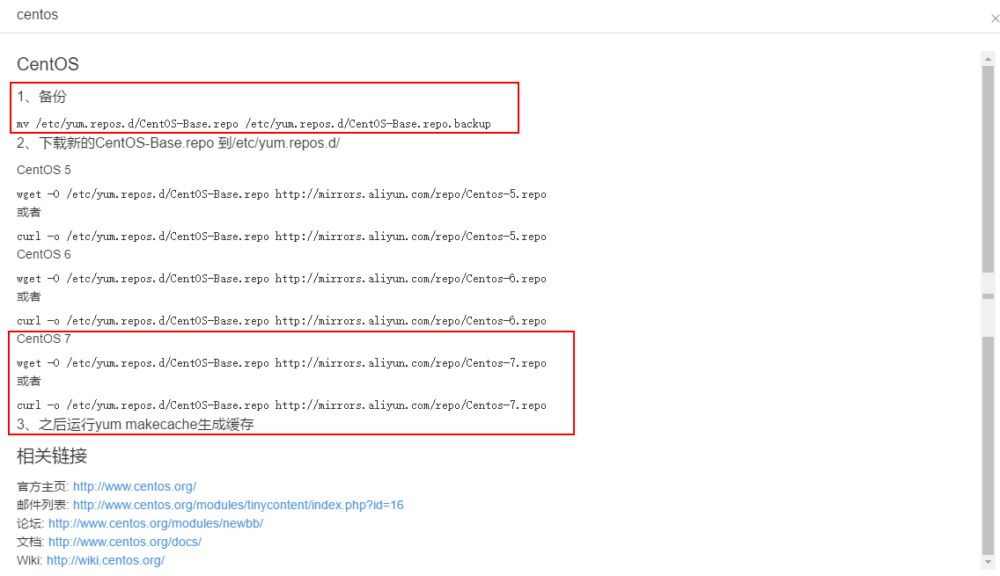 centos
CentOS
1、备份
mv /etc/yum.repos.d/CentOS-Base.repo /etc/yum.repos.d/CentOS-Base.repo.backup
2、下载新的CentOS-Base.repo 到/etc/yum.repos.d/
CentOS 5
wget -O /etc/yum.repos.d/CentOS-Base.repo http://mirrors.aliyun.com/repo/Centos-5.repo
或者
curl -o /etc/yum.repos.d/CentOS-Base.repo http://mirrors.aliyun.com/repo/Centos-5.repo
CentOS 6
wget -O /etc/yum.repos.d/CentOS-Base.repo http://mirrors.aliyun.com/repo/Centos-6.repo
或者
curl -o /etc/yum.repos.d/CentOS-Base.repo http://mirrors.aliyun.com/repo/Centos-6.repo
CentOS 7
wget -O /etc/yum.repos.d/CentOS-Base.repo http://mirrors.aliyun.com/repo/Centos-7.repo
或者
curl -o /etc/yum.repos.d/CentOS-Base.repo http://mirrors.aliyun.com/repo/Centos-7.repo
3、之后运行yum makecache生成缓存
相关链接
官方主页: http://www.centos.org/
邮件列表: http://www.centos.org/modules/tinycontent/index.php?id=16
论坛: http://www.centos.org/modules/newbb/
文档: http://www.centos.org/docs/
Wiki: http://wiki.centos.org/